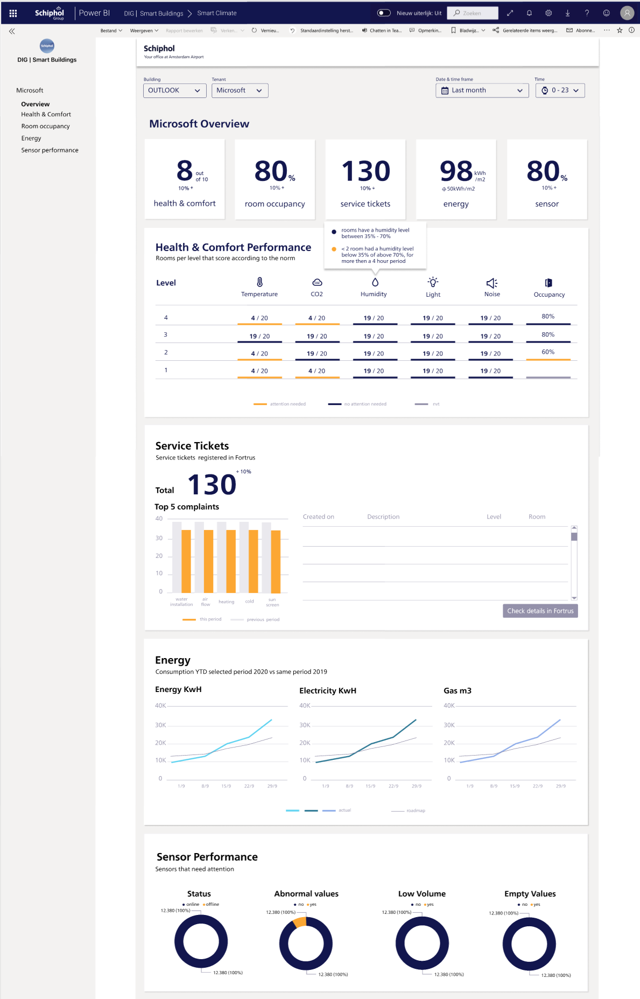 Schiphol Group Power BI DIG | Smart Buildings Smart Climate Nieuw uiterlijk: Uit Zoeken
Bestand Weergeven Rapport bewerken Verken... Vernieu... Standaardinstelling herst... Chatten in Tea... Opmerkin... Bladwijz... Gerelateerde items weerg... Abonne...
Schiphol
DIG | Smart Buildings
Microsoft
Overview
Health & Comfort
Room occupancy
Energy
Sensor performance
Schiphol
Your office at Amsterdam Airport
Building Tenant Date & time frame Time
OUTLOOK Microsoft Last month 0 - 23
Microsoft Overview
8 out of 10
10%
health & comfort
80%
10%
room occupancy
130
10%
service tickets
98 kWh /m2
50kWh/m2
energy
80%
10%
sensor
rooms have a humidity level
between 35% - 70%
< 2 room had a humidity level
below 35% of above 70%, for
more then a 4 hour period
Health & Comfort Performance
Rooms per level that score according to the norm
Level Temperature CO2 Humidity Light Noise Occupancy
4 4 / 20 4 / 20 19 / 20 19 / 20 19 / 20 80%
3 19 / 20 19 / 20 19 / 20 19 / 20 19 / 20 80%
2 4 / 20 19 / 20 19 / 20 19 / 20 19 / 20 60%
1 4 / 20 4 / 20 19 / 20 19 / 20 19 / 20
attention needed no attention needed nvt
Service Tickets
Service tickets registered in Fortrus
Total 130 10%
Top 5 complaints
40
30
20
10
0
water installation air flow heating cold sun screen
this period previous period
Created on Description Level Room
Check details in Fortrus
Energy
Consumption YTD selected period 2020 vs same period 2019
Energy KwH
40K
30K
20K
10K
0
1/9 8/9 15/9 22/9 29/9
Electricity KwH
40K
30K
20K
10K
0
1/9 8/9 15/9 22/9 29/9
Gas m3
40K
30K
20K
10K
0
1/9 8/9 15/9 22/9 29/9
actual roadmap
Sensor Performance
Sensors that need attention
Status
online offline
12.380 (100%)
12.380 (100%)
Abnormal values
no yes
12.380 (100%)
12.380 (100%)
Low Volume
no yes
12.380 (100%)
12.380 (100%)
Empty Values
no yes
12.380 (100%)
12.380 (100%)